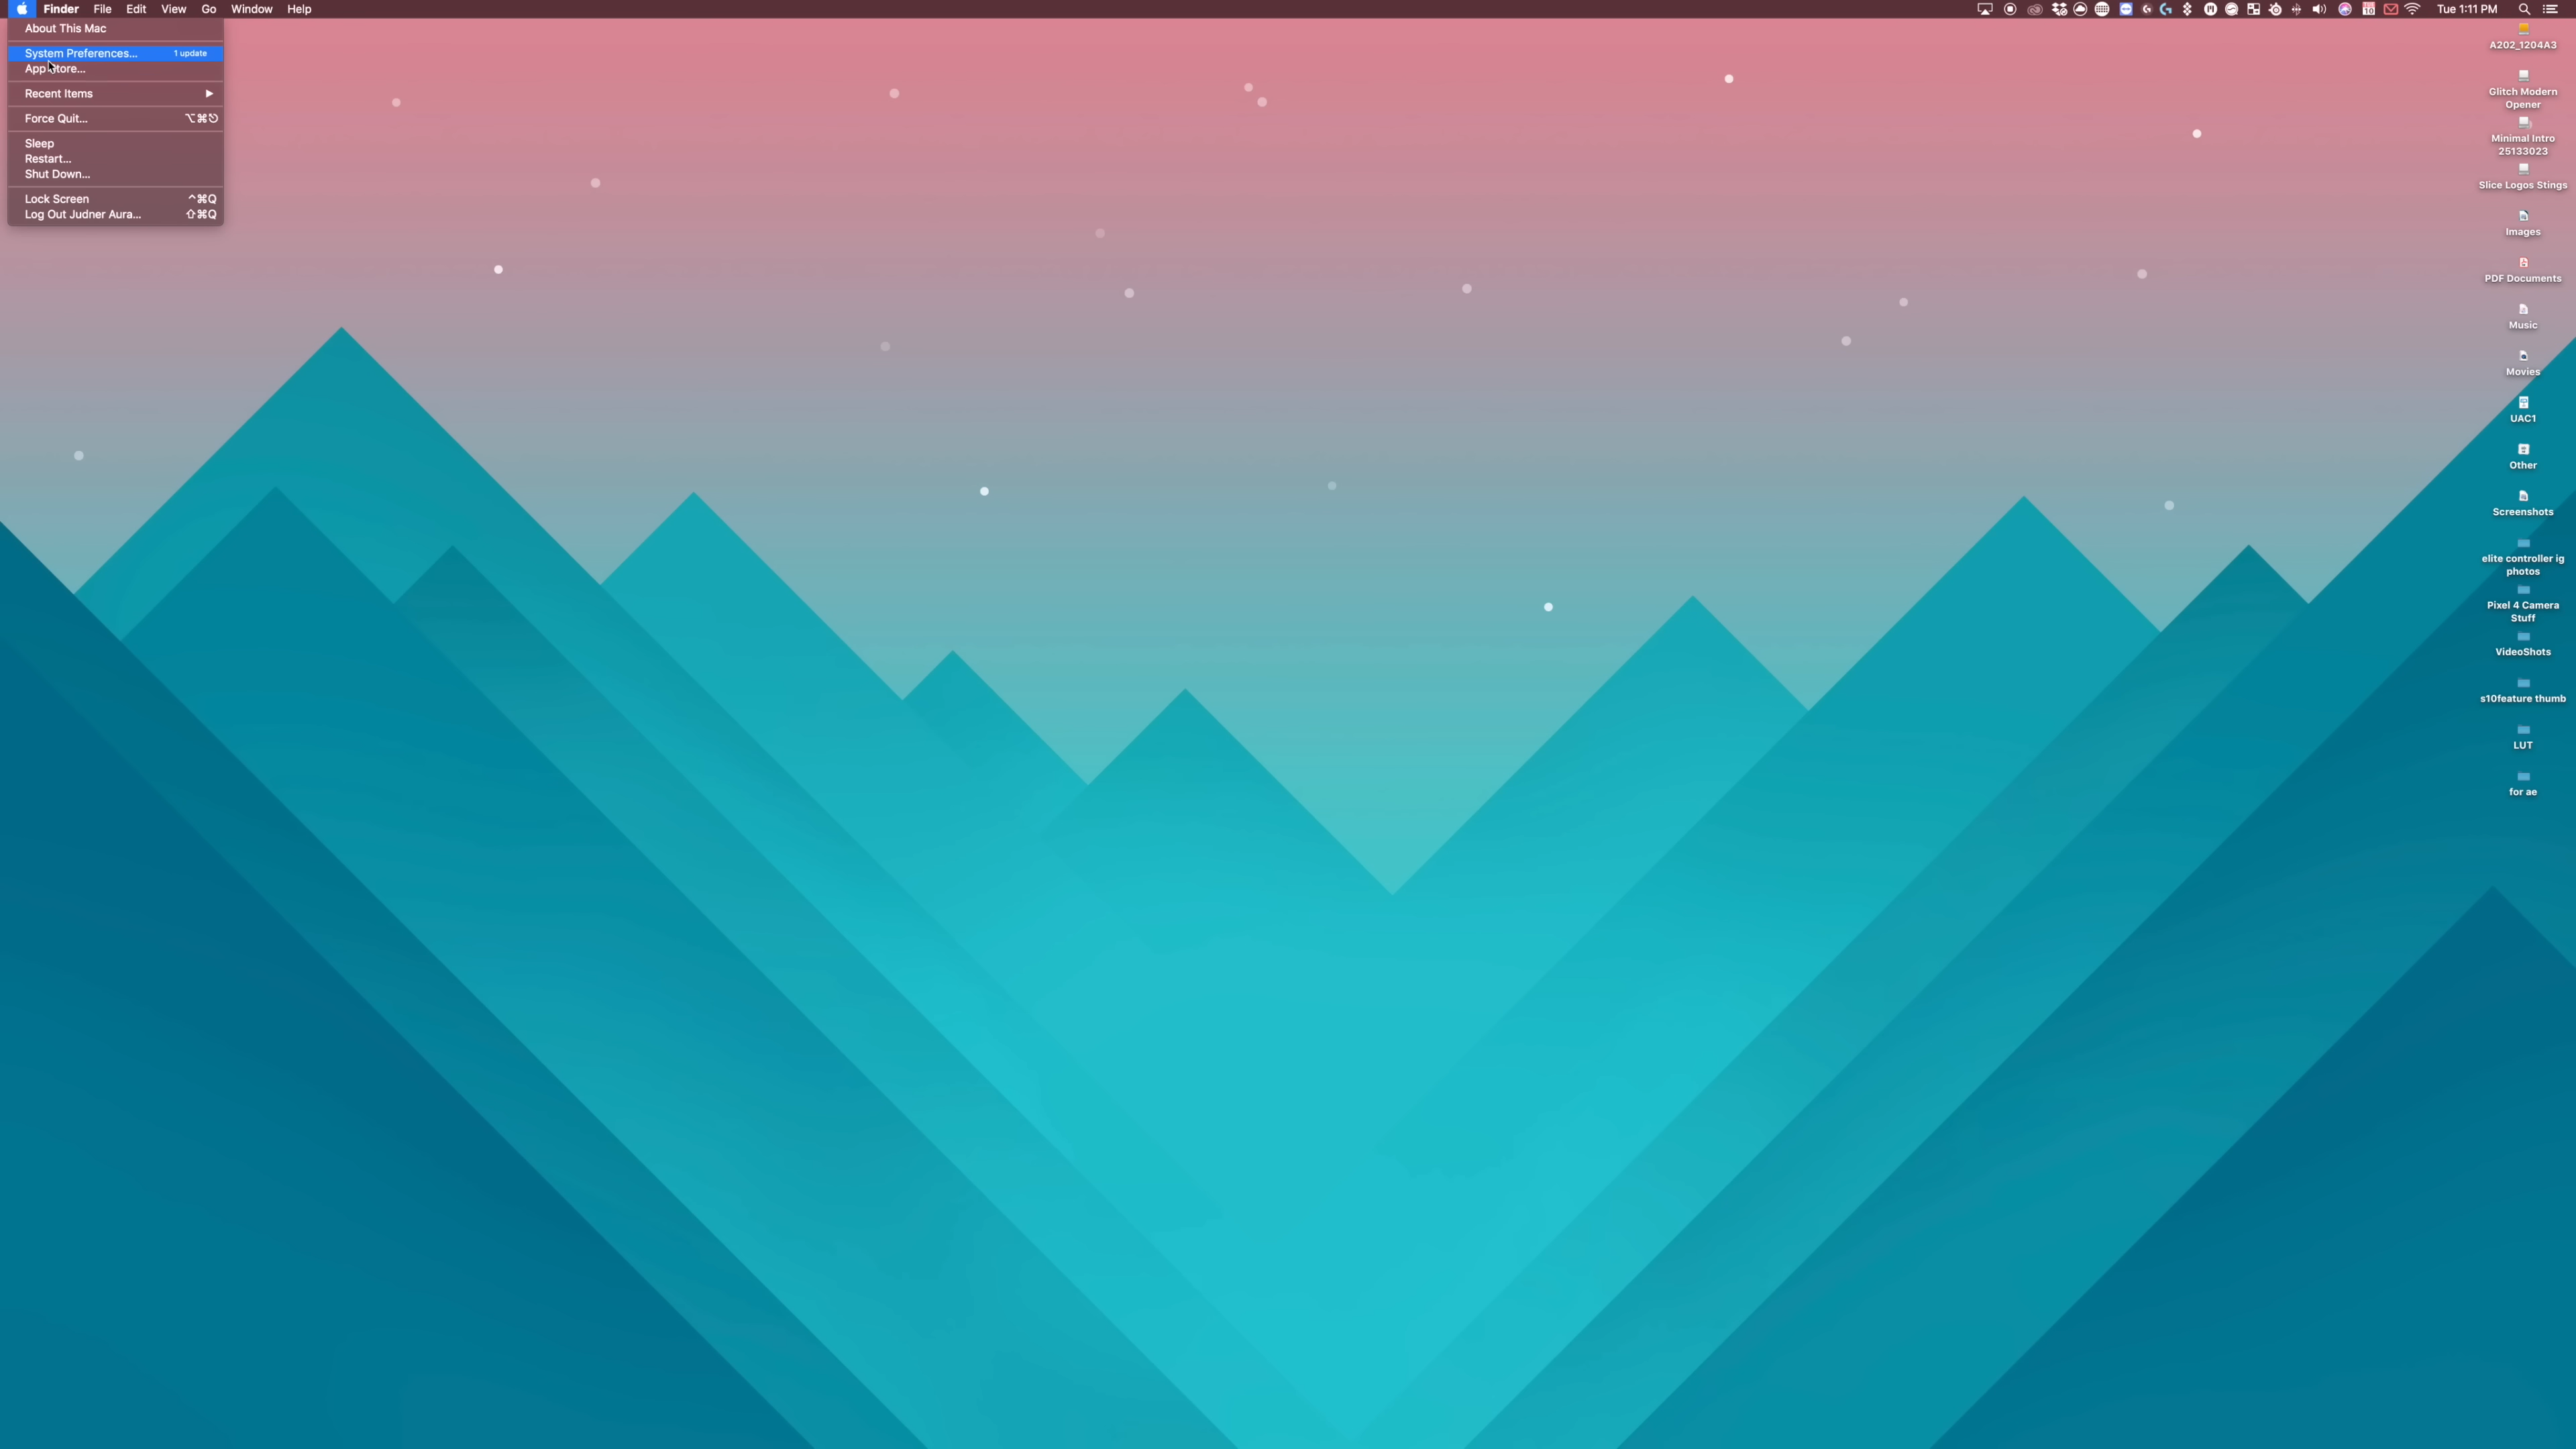 Finder File Edit View Go Window Help
10
Tue 1:11 PM
About This Mac
System Preferences... 1 update
App Store...
Recent Items
Force Quit... ⌥⌘⎋
Sleep
Restart...
Shut Down...
Lock Screen ^⌘Q
Log Out Judner Aura... ⇧⌘Q
A202_1204A3
Glitch Modern
Opener
Minimal Intro
25133023
Slice Logos Stings
Images
PDF Documents
Music
Movies
UAC1
Other
Screenshots
elite controller ig
photos
Pixel 4 Camera
Stuff
VideoShots
s10feature thumb
LUT
for ae